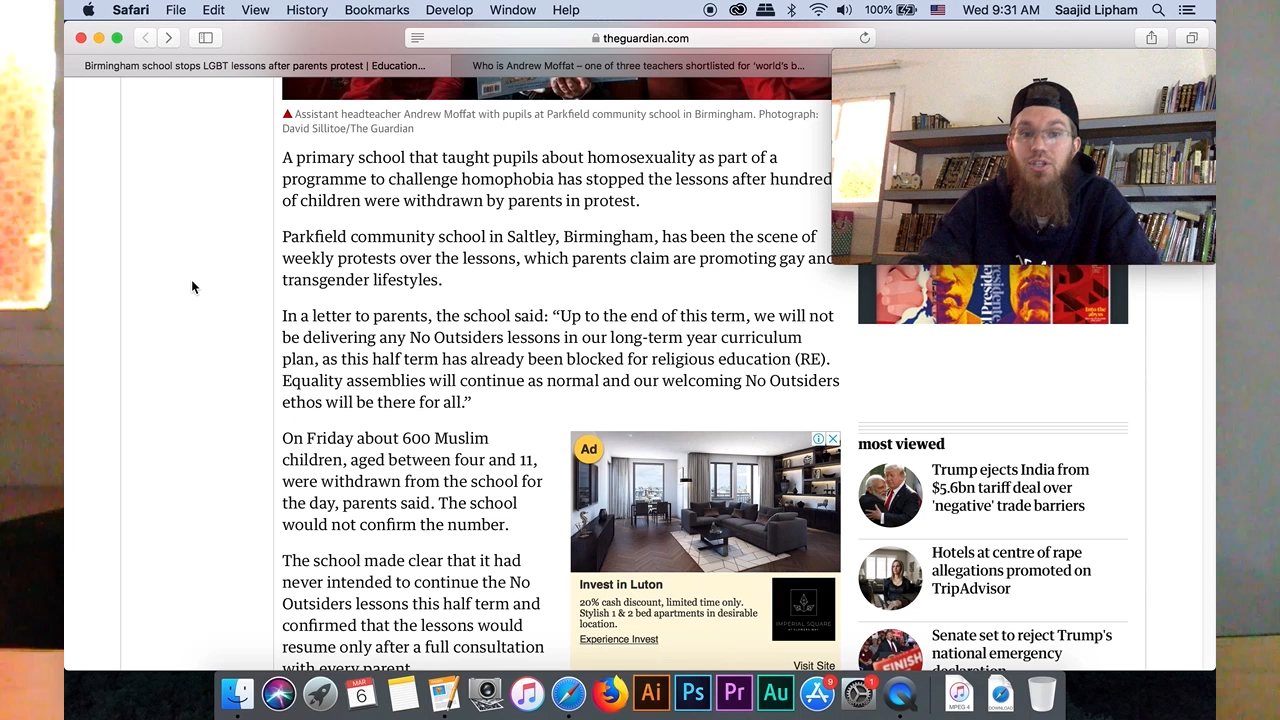 Safari File Edit View History Bookmarks Develop Window Help
100% Wed 9:31 AM Saajid Lipham
theguardian.com
Birmingham school stops LGBT lessons after parents protest | Education...
Who is Andrew Moffat – one of three teachers shortlisted for 'world's b...
Assistant headteacher Andrew Moffat with pupils at Parkfield community school in Birmingham. Photograph:
David Sillitoe/The Guardian
A primary school that taught pupils about homosexuality as part of a
programme to challenge homophobia has stopped the lessons after hundred
of children were withdrawn by parents in protest.
Parkfield community school in Saltley, Birmingham, has been the scene of
weekly protests over the lessons, which parents claim are promoting gay and
transgender lifestyles.
In a letter to parents, the school said: “Up to the end of this term, we will not
be delivering any No Outsiders lessons in our long-term year curriculum
plan, as this half term has already been blocked for religious education (RE).
Equality assemblies will continue as normal and our welcoming No Outsiders
ethos will be there for all.”
On Friday about 600 Muslim
children, aged between four and 11,
were withdrawn from the school for
the day, parents said. The school
would not confirm the number.
The school made clear that it had
never intended to continue the No
Outsiders lessons this half term and
confirmed that the lessons would
resume only after a full consultation
with every parent.
Ad
Invest in Luton
20% cash discount, limited time only.
Stylish 1 & 2 bed apartments in desirable
location.
Experience Invest
IMPERIAL SQUARE
Visit Site
most viewed
Trump ejects India from
$5.6bn tariff deal over
'negative' trade barriers
Hotels at centre of rape
allegations promoted on
TripAdvisor
Senate set to reject Trump's
national emergency
declaration
FINISH
MAR
6
Ai Ps Pr Au
9
1
MPEG 4
DOWNLOAD